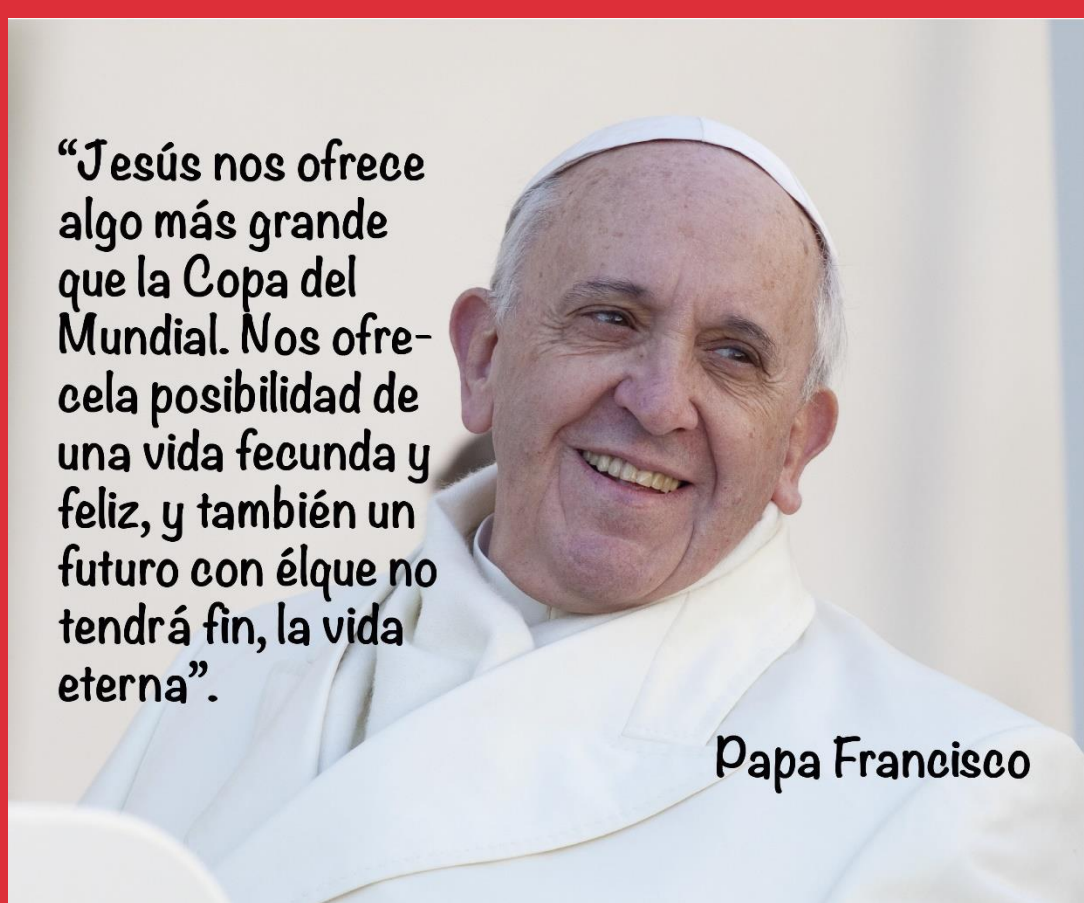 “Jesús nos ofrece
algo más grande
que la Copa del
Mundial. Nos ofre-
cela posibilidad de
una vida fecunda y
feliz, y también un
futuro con élque no
tendrá fin, la vida
eterna”.
Papa Francisco